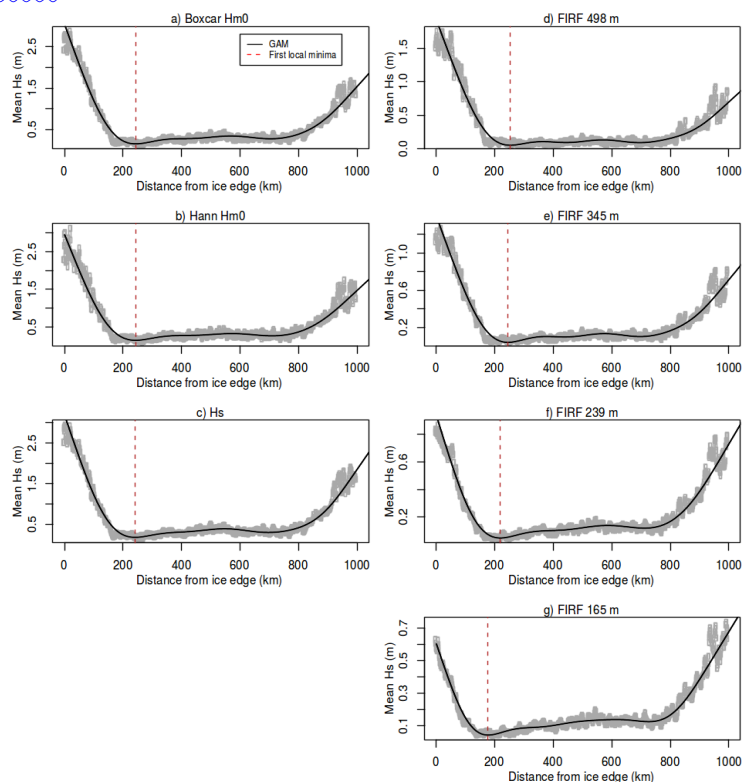 a) Boxcar Hm0
GAM
First local minima
Mean Hs (m)
0.5
1.5
2.5
0
200
400
600
800
1000
Distance from ice edge (km)
b) Hann Hm0
Mean Hs (m)
0.5
1.5
2.5
0
200
400
600
800
1000
Distance from ice edge (km)
c) Hs
Mean Hs (m)
0.5
1.5
2.5
0
200
400
600
800
1000
Distance from ice edge (km)
d) FIRF 498 m
Mean Hs (m)
0.0
0.5
1.0
1.5
0
200
400
600
800
1000
Distance from ice edge (km)
e) FIRF 345 m
Mean Hs (m)
0.2
0.6
1.0
0
200
400
600
800
1000
Distance from ice edge (km)
f) FIRF 239 m
Mean Hs (m)
0.2
0.6
0
200
400
600
800
1000
Distance from ice edge (km)
g) FIRF 165 m
Mean Hs (m)
0.1
0.3
0.5
0.7
0
200
400
600
800
1000
Distance from ice edge (km)